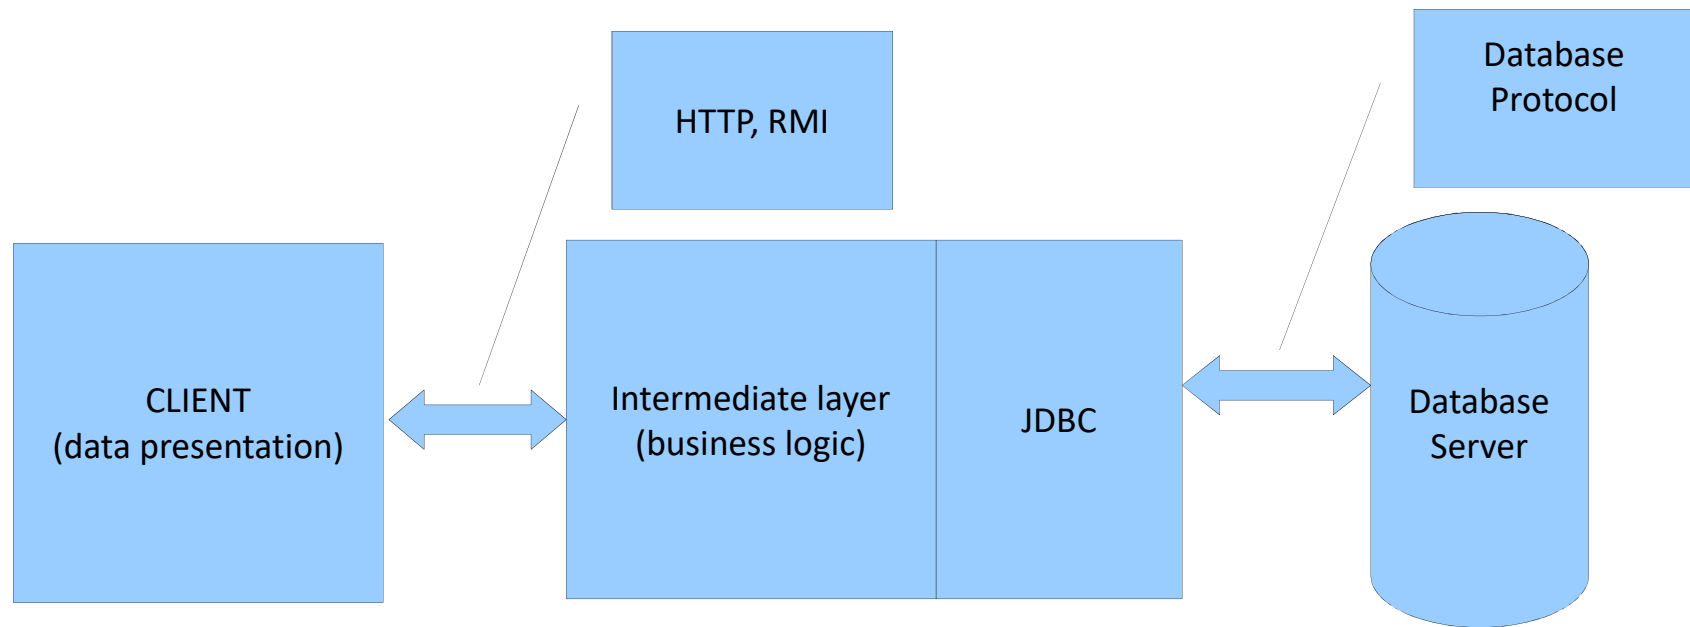 Database
Protocol
HTTP, RMI
CLIENT
(data presentation)
Intermediate layer
(business logic)
JDBC
Database
Server